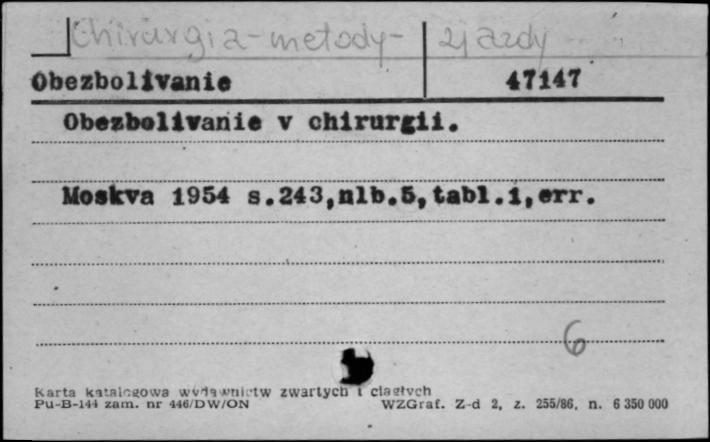 Chirurgia - metody - zjazdy
Obezbolivanie 47147
Obezbolivanie v chirurgii.
Moskva 1954 s.243,nlb.5,tabl.1,err.
6
Karta katalogowa wydawnictw zwartych i ciągłych
Pu-B-144 zam. nr 446/DW/ON WZGraf. Z-d 2, z. 255/86, n. 6 350 000